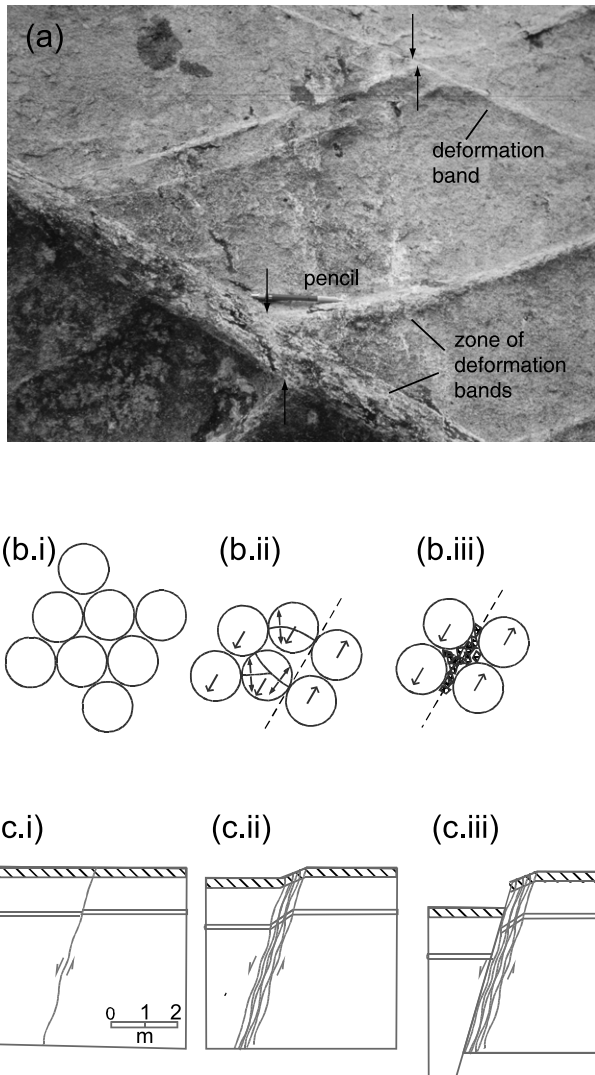 (a)
deformation
band
pencil
zone of
deformation
bands
(b.i)
(b.ii)
(b.iii)
c.i)
(c.ii)
(c.iii)
0 1 2
m